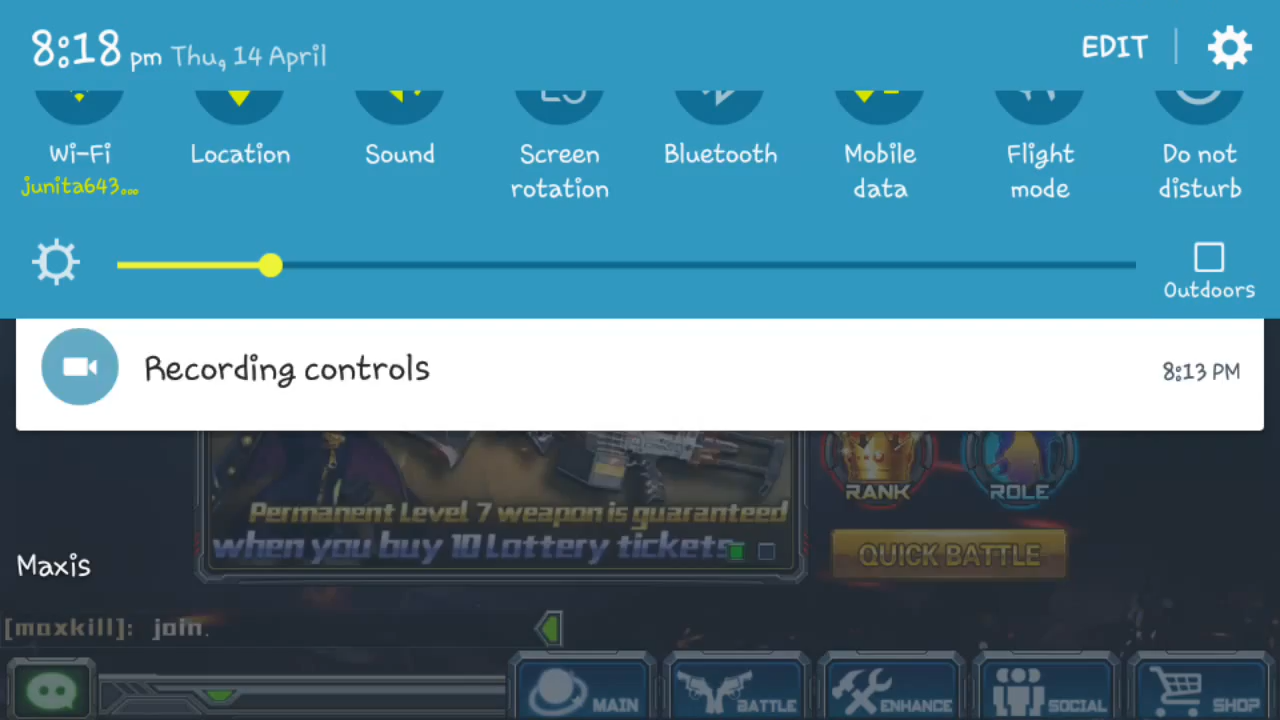 8:18 pm Thu, 14 April
EDIT
Wi-Fi
junita643...
Location
Sound
Screen
rotation
Bluetooth
Mobile
data
Flight
mode
Do not
disturb
Outdoors
Recording controls
8:13 PM
RANK
ROLE
Permanent Level 7 weapon is guaranteed
when you buy 10 Lottery tickets
QUICK BATTLE
Maxis
[moxkill]: join.
MAIN
BATTLE
ENHANCE
SOCIAL
SHOP